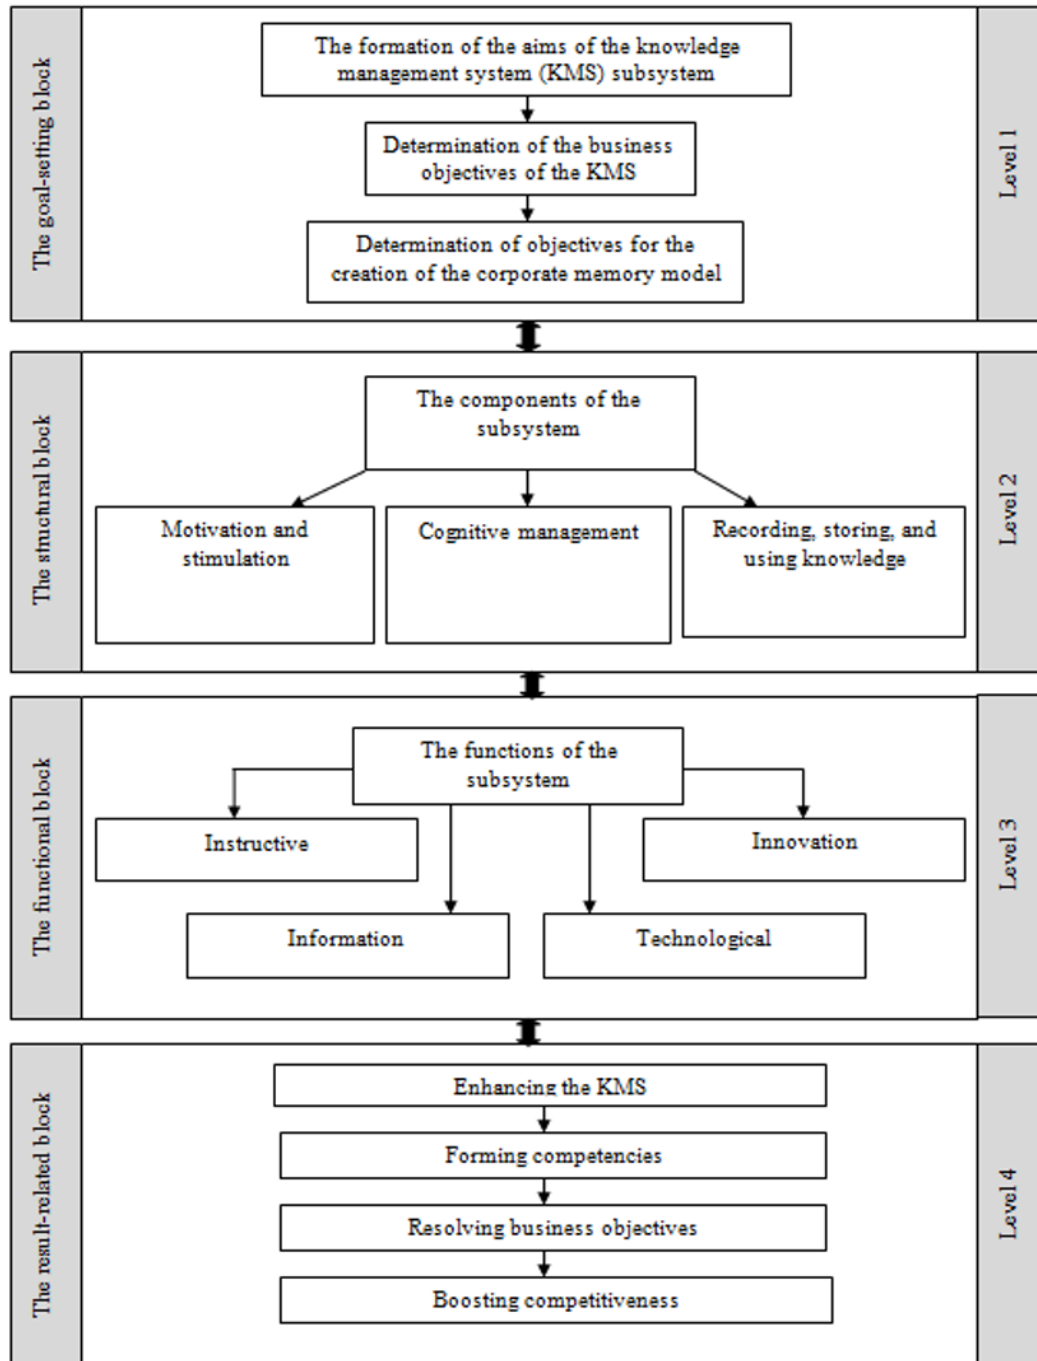 The goal-setting block
The formation of the aims of the knowledge
management system (KMS) subsystem
Determination of the business
objectives of the KMS
Determination of objectives for the
creation of the corporate memory model
Level 1
The structural block
The components of the
subsystem
Motivation and
stimulation
Cognitive management
Recording, storing, and
using knowledge
Level 2
The functional block
The functions of the
subsystem
Instructive
Innovation
Information
Technological
Level 3
The result-related block
Enhancing the KMS
Forming competencies
Resolving business objectives
Boosting competitiveness
Level 4